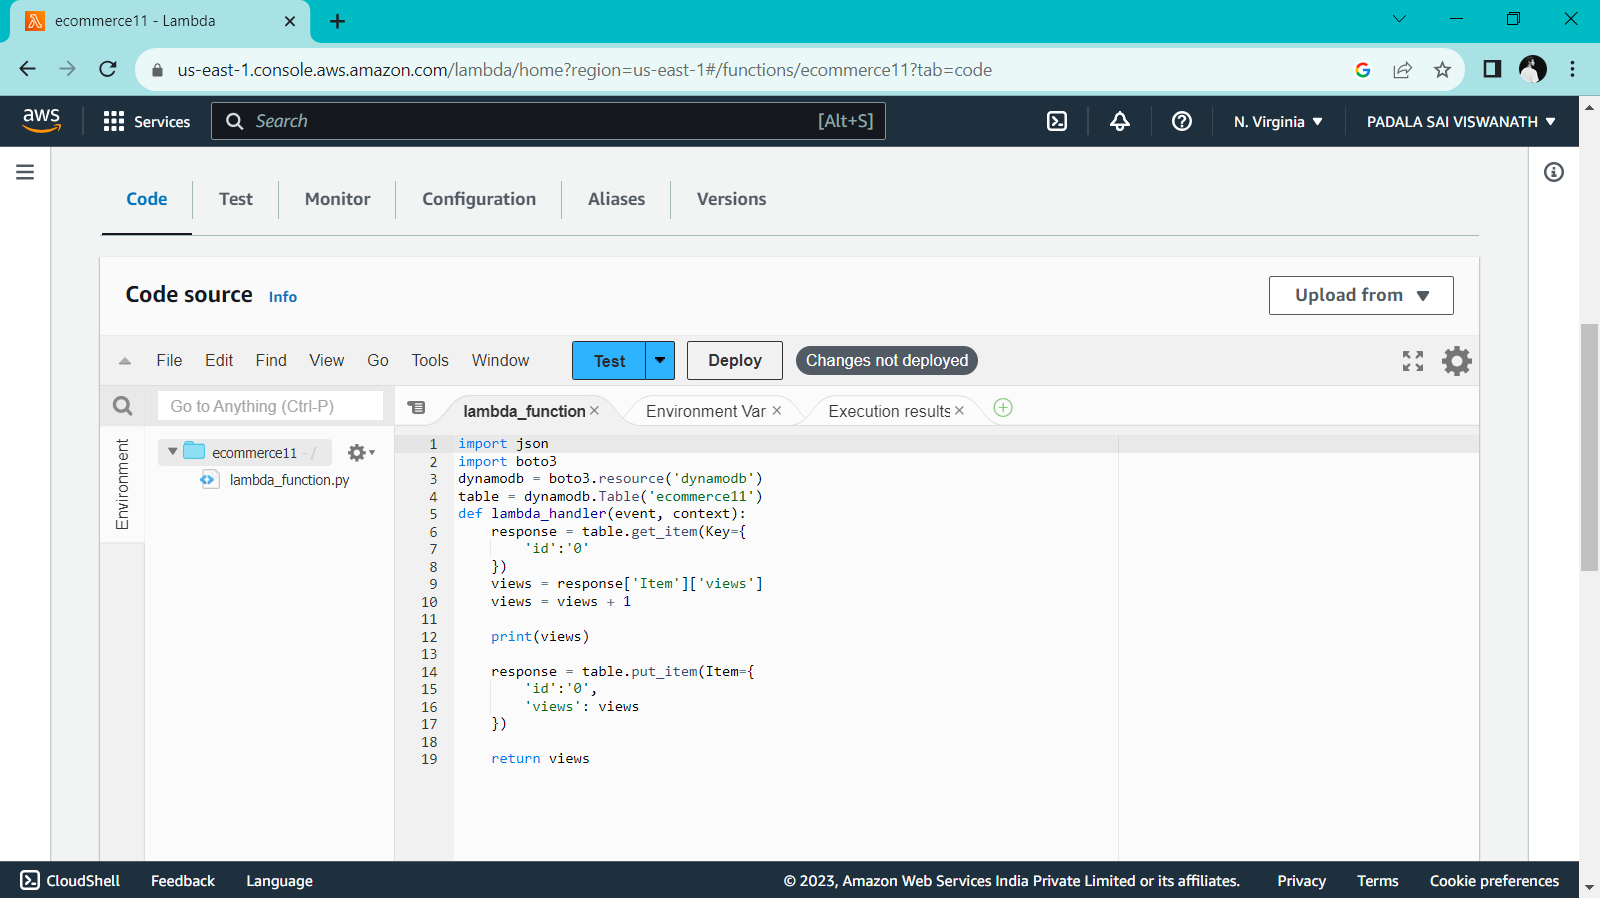 ecommerce11 - Lambda
us-east-1.console.aws.amazon.com/lambda/home?region=us-east-1#/functions/ecommerce11?tab=code
aws Services Search [Alt+S] N. Virginia PADALA SAI VISWANATH
Code Test Monitor Configuration Aliases Versions
Code source Info Upload from
File Edit Find View Go Tools Window Test Deploy Changes not deployed
Go to Anything (Ctrl-P) lambda_function Environment Var Execution results
Environment
ecommerce11 - /
lambda_function.py
1 import json
2 import boto3
3 dynamodb = boto3.resource('dynamodb')
4 table = dynamodb.Table('ecommerce11')
5 def lambda_handler(event, context):
6     response = table.get_item(Key={
7         'id':'0'
8     })
9     views = response['Item']['views']
10     views = views + 1
11
12     print(views)
13
14     response = table.put_item(Item={
15         'id':'0',
16         'views': views
17     })
18
19     return views
CloudShell Feedback Language © 2023, Amazon Web Services India Private Limited or its affiliates. Privacy Terms Cookie preferences